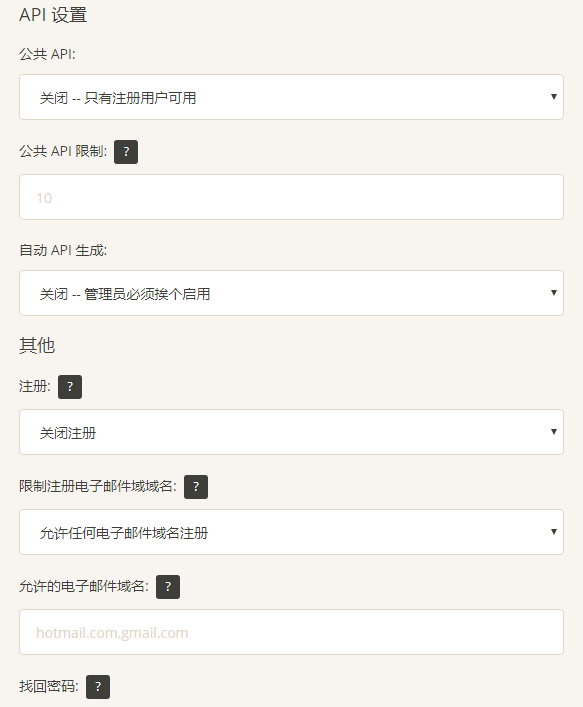 API 设置
公共 API:
关闭 -- 只有注册用户可用
公共 API 限制: ?
10
自动 API 生成:
关闭 -- 管理员必须挨个启用
其他
注册: ?
关闭注册
限制注册电子邮件域域名: ?
允许任何电子邮件域名注册
允许的电子邮件域名: ?
hotmail.com,gmail.com
找回密码: ?